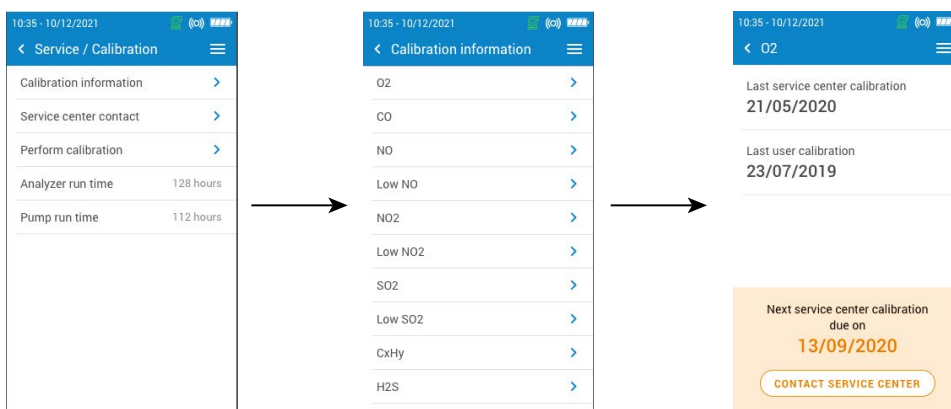 10:35 - 10/12/2021
Service / Calibration
Calibration information
Service center contact
Perform calibration
Analyzer run time 128 hours
Pump run time 112 hours
10:35 - 10/12/2021
Calibration information
O2
CO
NO
Low NO
NO2
Low NO2
SO2
Low SO2
CxHy
H2S
10:35 - 10/12/2021
O2
Last service center calibration
21/05/2020
Last user calibration
23/07/2019
Next service center calibration
due on
13/09/2020
CONTACT SERVICE CENTER